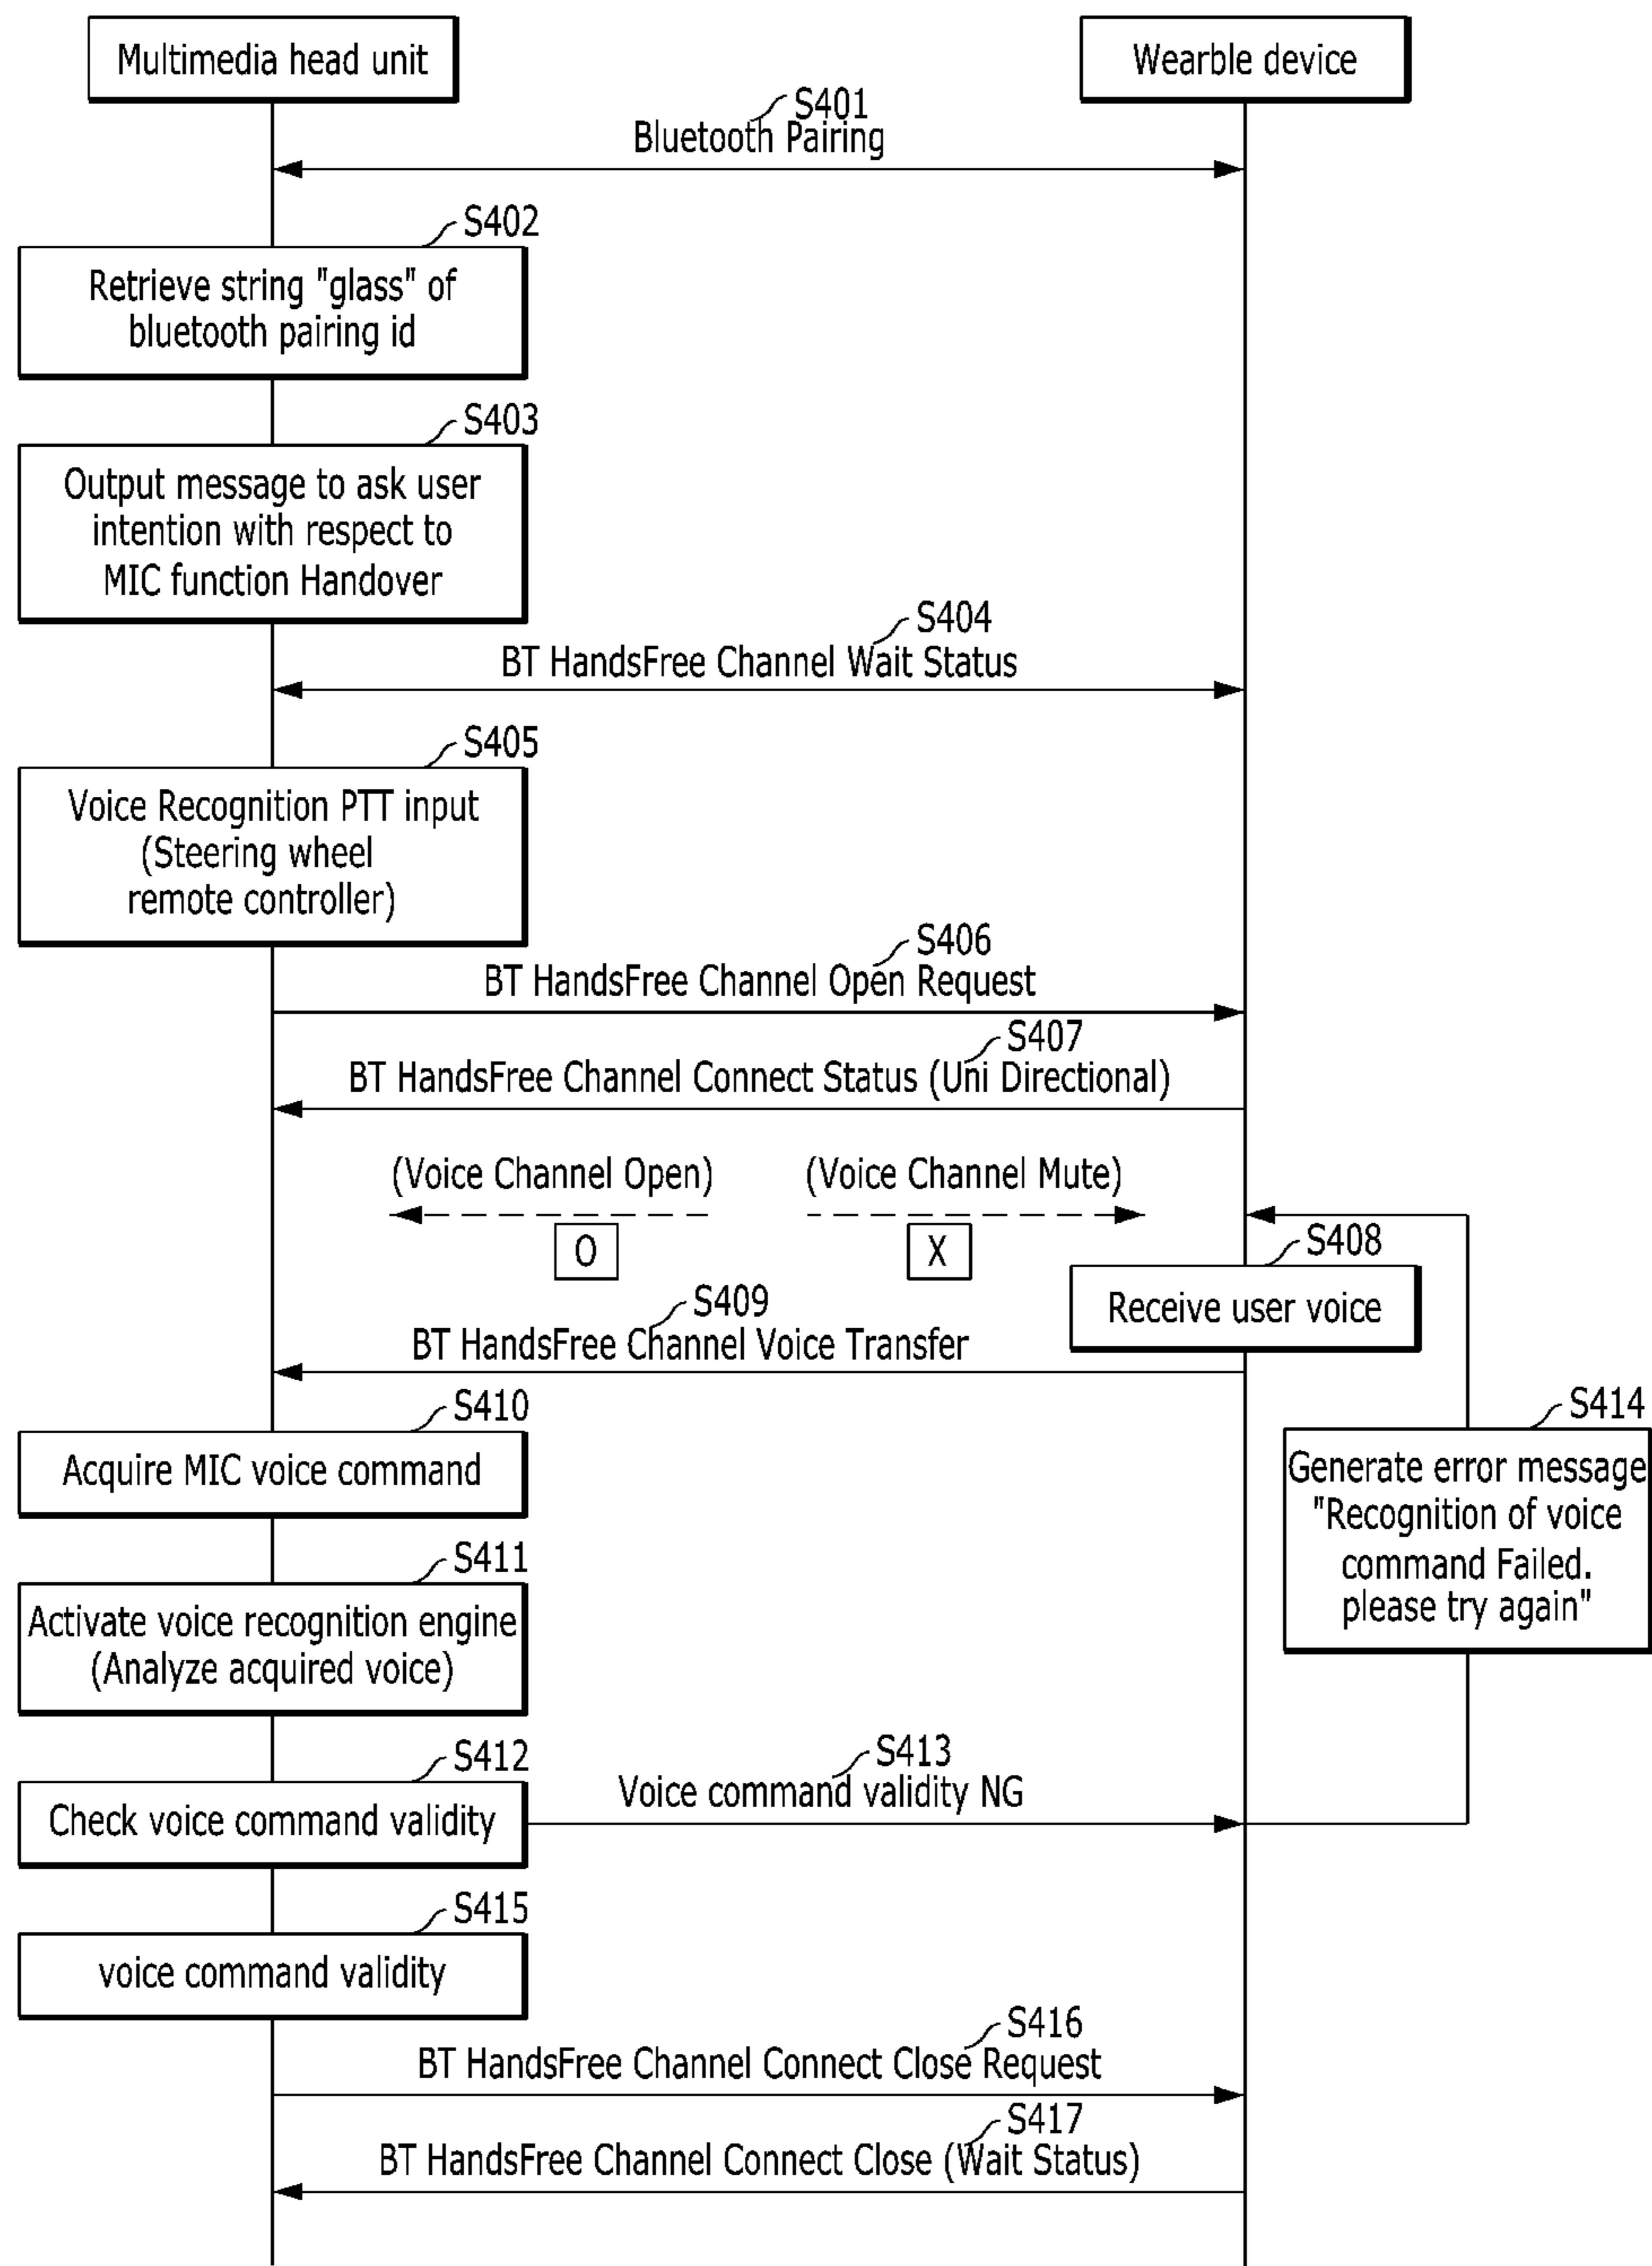 Multimedia head unit
Wearble device
S401
Bluetooth Pairing
S402
Retrieve string "glass" of
bluetooth pairing id
S403
Output message to ask user
intention with respect to
MIC function Handover
S404
BT HandsFree Channel Wait Status
S405
Voice Recognition PTT input
(Steering wheel
remote controller)
S406
BT HandsFree Channel Open Request
S407
BT HandsFree Channel Connect Status (Uni Directional)
(Voice Channel Open)
(Voice Channel Mute)
O
X
S408
Receive user voice
S409
BT HandsFree Channel Voice Transfer
S410
Acquire MIC voice command
S414
Generate error message
"Recognition of voice
command Failed.
please try again"
S411
Activate voice recognition engine
(Analyze acquired voice)
S412
Check voice command validity
S413
Voice command validity NG
S415
voice command validity
S416
BT HandsFree Channel Connect Close Request
S417
BT HandsFree Channel Connect Close (Wait Status)